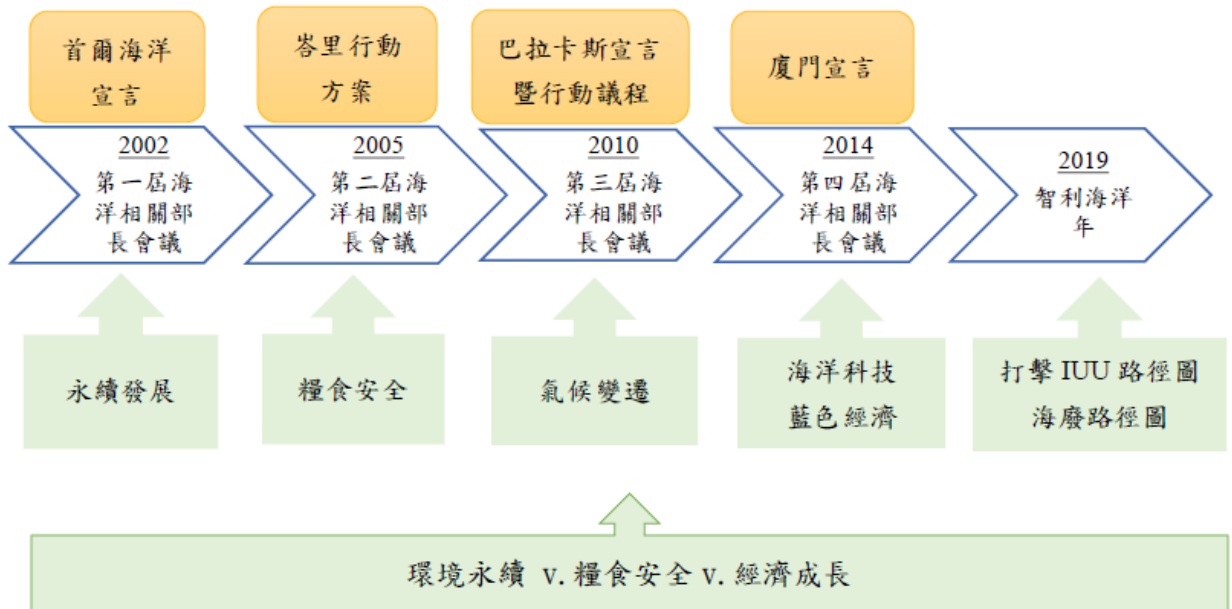 首爾海洋
宣言
峇里行動
方案
巴拉卡斯宣言
暨行動議程
廈門宣言
2002
第一屆海
洋相關部
長會議
2005
第二屆海
洋相關部
長會議
2010
第三屆海
洋相關部
長會議
2014
第四屆海
洋相關部
長會議
2019
智利海洋
年
永續發展
糧食安全
氣候變遷
海洋科技
藍色經濟
打擊 IUU 路徑圖
海廢路徑圖
環境永續 v. 糧食安全 v. 經濟成長